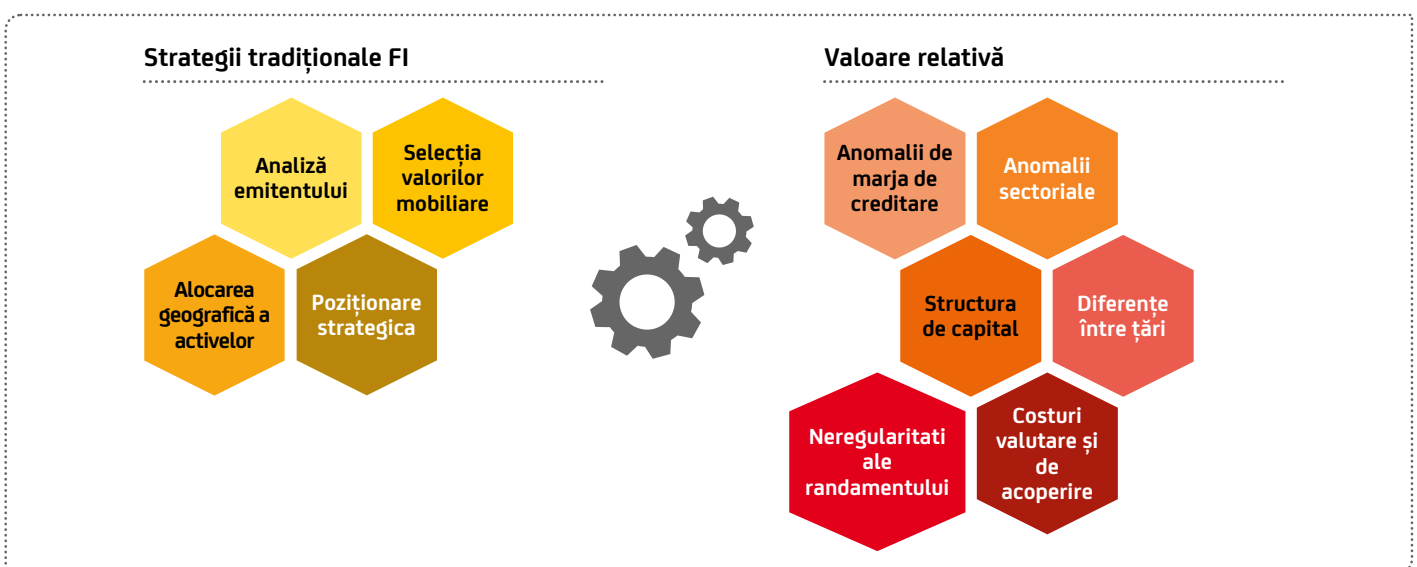 Strategii tradiționale FI
Analiză
emitentului
Selecția
valorilor
mobiliare
Alocarea
geografică a
activelor
Poziționare
strategica
Valoare relativă
Anomalii de
marja de
creditare
Anomalii
sectoriale
Structura
de capital
Diferențe
între țări
Neregularitati
ale
randamentului
Costuri
valutare și
de
acoperire